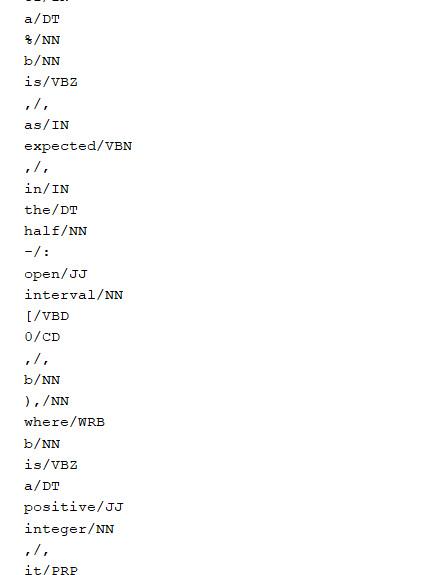 a/DT
%/NN
b/NN
is/VBZ
,/,
as/IN
expected/VBN
,/,
in/IN
the/DT
half/NN
-/:
open/JJ
interval/NN
[/VBD
0/CD
,/,
b/NN
),/NN
where/WRB
b/NN
is/VBZ
a/DT
positive/JJ
integer/NN
,/,
it/PRP